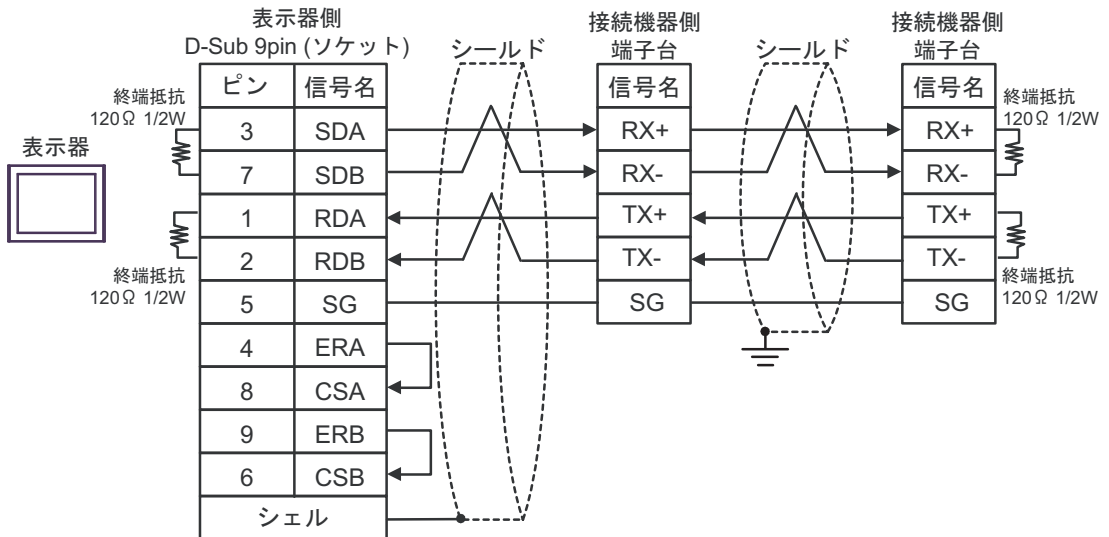 表示器側
D-Sub 9pin (ソケット)
シールド
接続機器側
端子台
シールド
接続機器側
端子台
表示器
終端抵抗
120Ω 1/2W
終端抵抗
120Ω 1/2W
ピン 信号名
3 SDA
7 SDB
1 RDA
2 RDB
5 SG
4 ERA
8 CSA
9 ERB
6 CSB
シェル
信号名
RX+
RX-
TX+
TX-
SG
信号名
RX+
RX-
TX+
TX-
SG
終端抵抗
120Ω 1/2W
終端抵抗
120Ω 1/2W